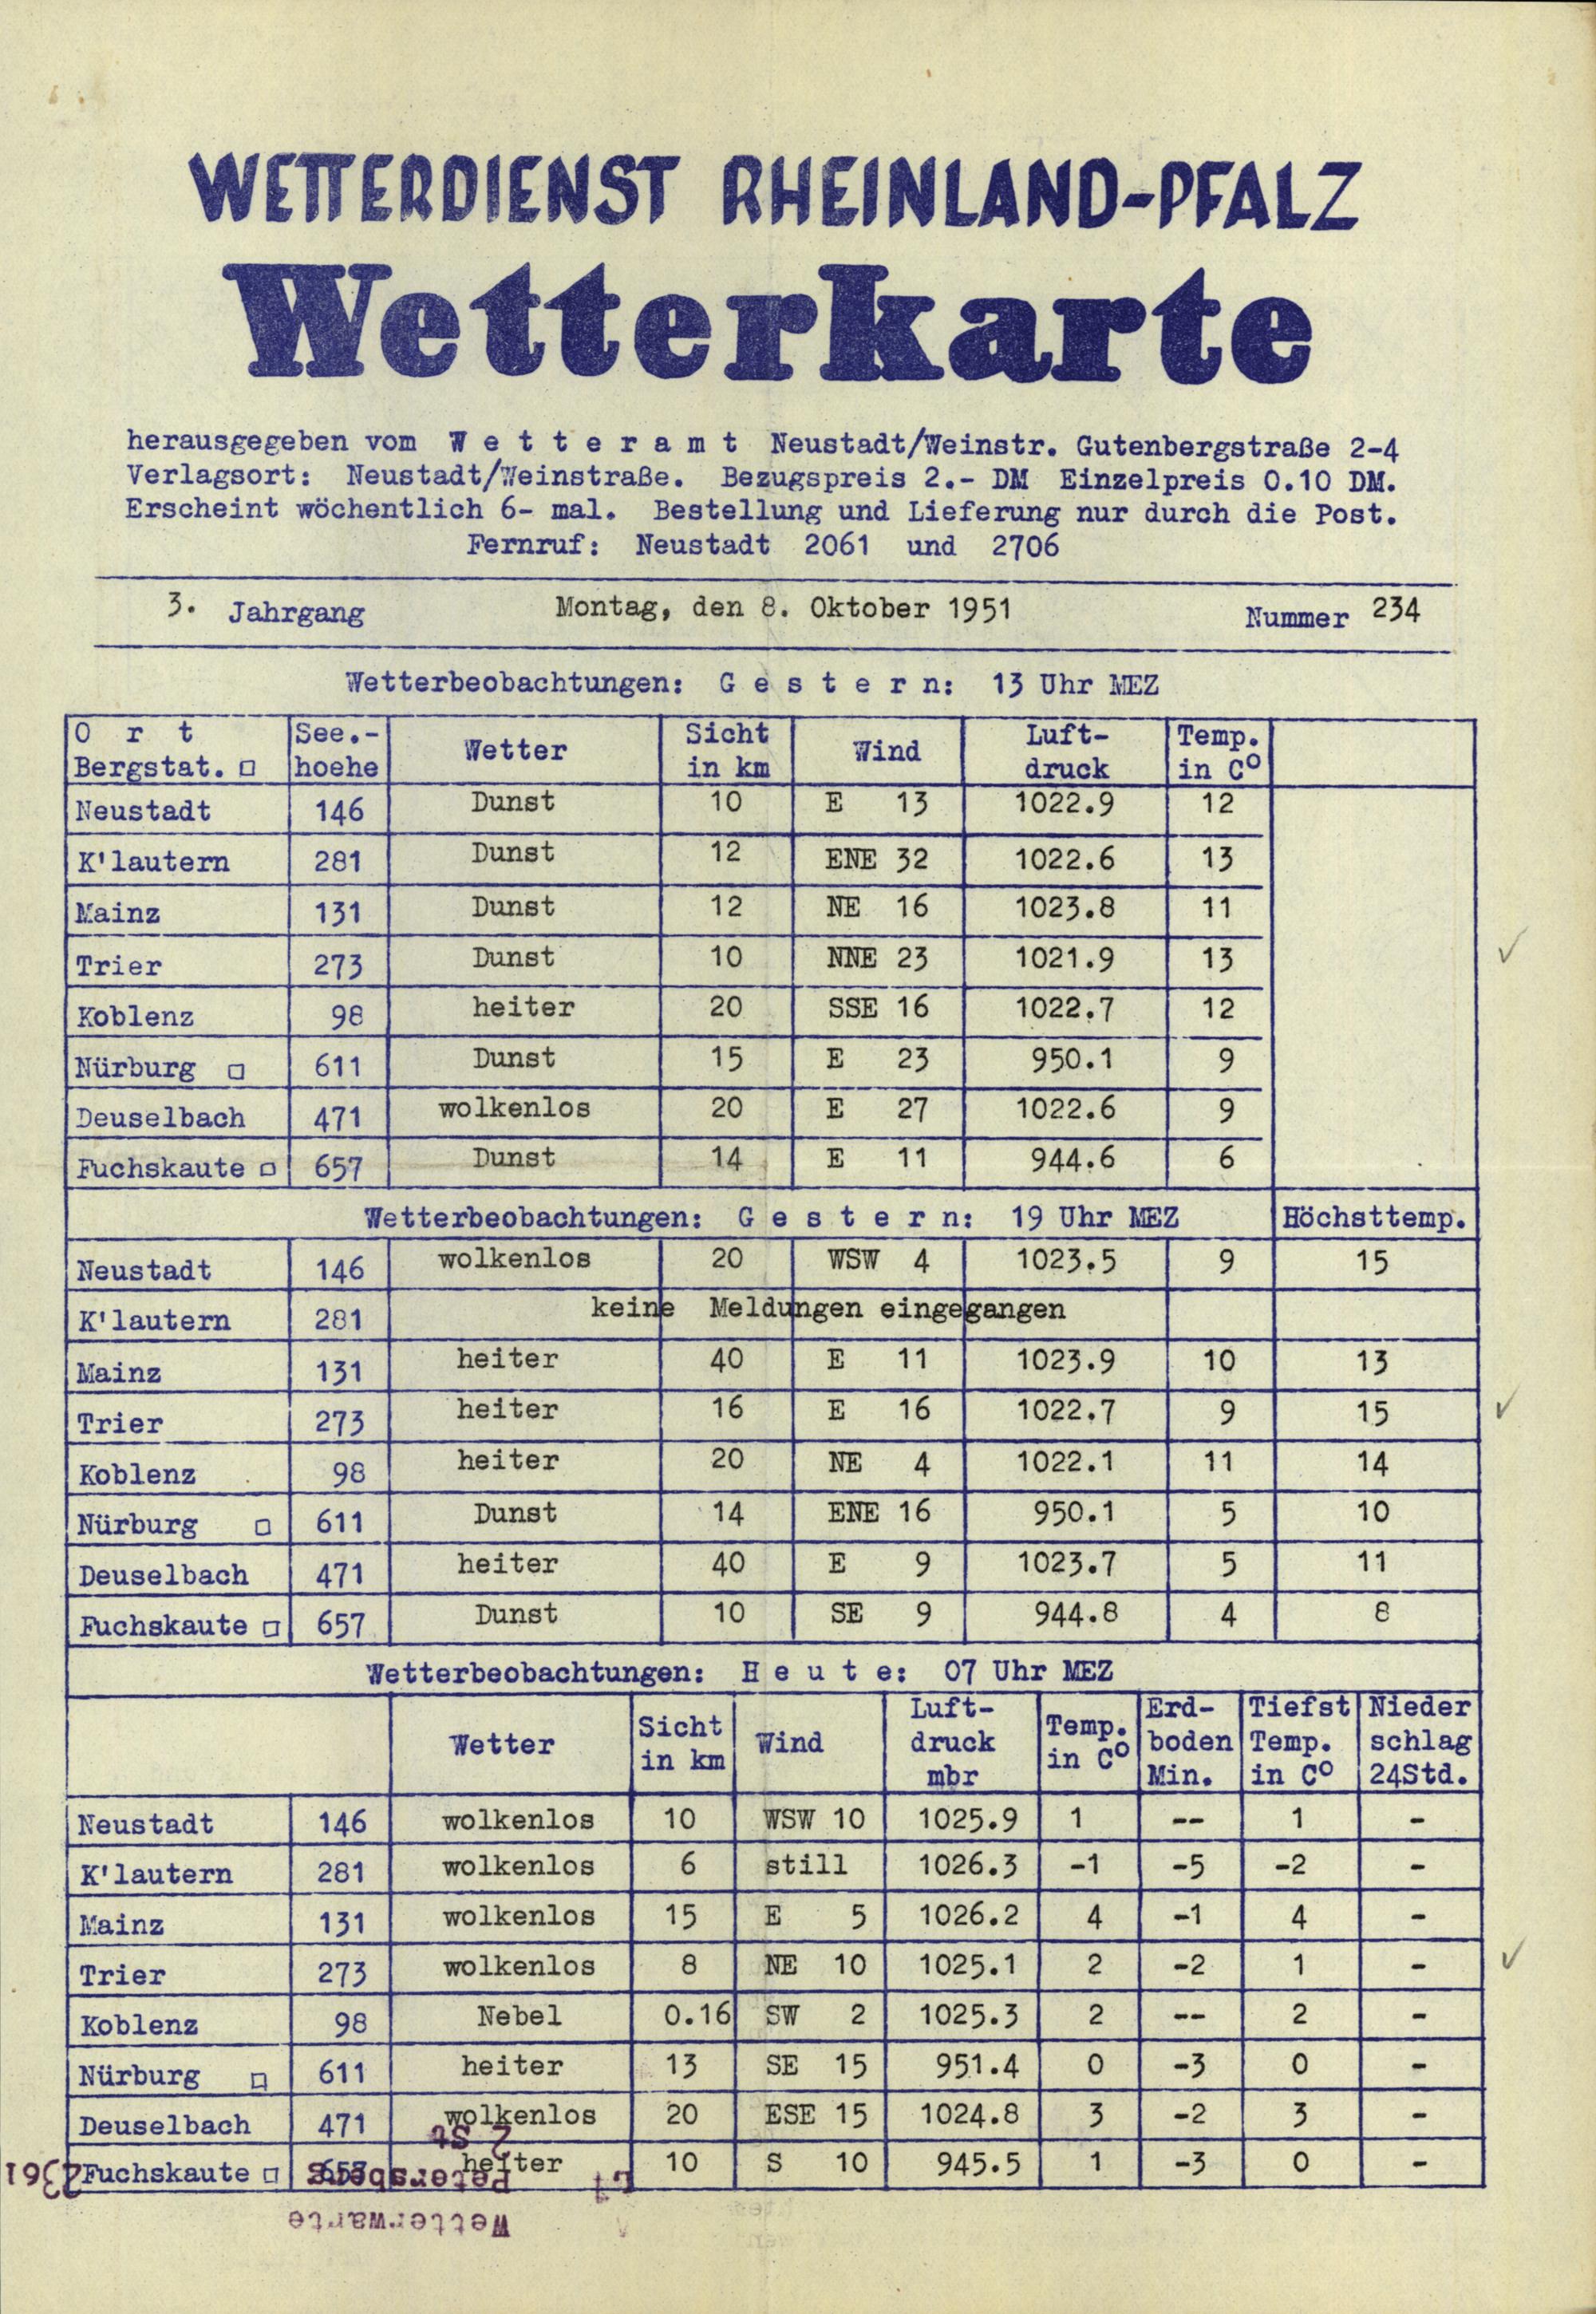 WETTERDIENST RHEINLAND-PFALZ
Wetterkarte
herausgegeben vom W e t t e r a m t Neustadt/Weinstr. Gutenbergstraße 2-4
Verlagsort: Neustadt/Weinstraße. Bezugspreis 2.- DM Einzelpreis 0.10 DM.
Erscheint wöchentlich 6- mal. Bestellung und Lieferung nur durch die Post.
Fernruf: Neustadt 2061 und 2706
3. Jahrgang Montag, den 8. Oktober 1951 Nummer 234
Wetterbeobachtungen: G e s t e r n: 13 Uhr MEZ
O r t See.- Wetter Sicht Wind Luft- Temp.
Bergstat. □ hoehe in km druck in C°
Neustadt 146 Dunst 10 E 13 1022.9 12
K'lautern 281 Dunst 12 ENE 32 1022.6 13
Mainz 131 Dunst 12 NE 16 1023.8 11
Trier 273 Dunst 10 NNE 23 1021.9 13
Koblenz 98 heiter 20 SSE 16 1022.7 12
Nürburg □ 611 Dunst 15 E 23 950.1 9
Deuselbach 471 wolkenlos 20 E 27 1022.6 9
Fuchskaute □ 657 Dunst 14 E 11 944.6 6
Wetterbeobachtungen: G e s t e r n: 19 Uhr MEZ Höchsttemp.
Neustadt 146 wolkenlos 20 WSW 4 1023.5 9 15
K'lautern 281 keine Meldungen eingegangen
Mainz 131 heiter 40 E 11 1023.9 10 13
Trier 273 heiter 16 E 16 1022.7 9 15
Koblenz 98 heiter 20 NE 4 1022.1 11 14
Nürburg □ 611 Dunst 14 ENE 16 950.1 5 10
Deuselbach 471 heiter 40 E 9 1023.7 5 11
Fuchskaute □ 657 Dunst 10 SE 9 944.8 4 8
Wetterbeobachtungen: H e u t e: 07 Uhr MEZ
Wetter Sicht in km Wind Luft- druck mbr Temp. in C° Erd- boden Min. Tiefst Temp. in C° Nieder schlag 24Std.
Neustadt 146 wolkenlos 10 WSW 10 1025.9 1 -- 1 -
K'lautern 281 wolkenlos 6 still 1026.3 -1 -5 -2 -
Mainz 131 wolkenlos 15 E 5 1026.2 4 -1 4 -
Trier 273 wolkenlos 8 NE 10 1025.1 2 -2 1 -
Koblenz 98 Nebel 0.16 SW 2 1025.3 2 -- 2 -
Nürburg □ 611 heiter 13 SE 15 951.4 0 -3 0 -
Deuselbach 471 wolkenlos 20 ESE 15 1024.8 3 -2 3 -
Fuchskaute □ 657 heiter 10 S 10 945.5 1 -3 0 -
Wetterwarte
Petersberg